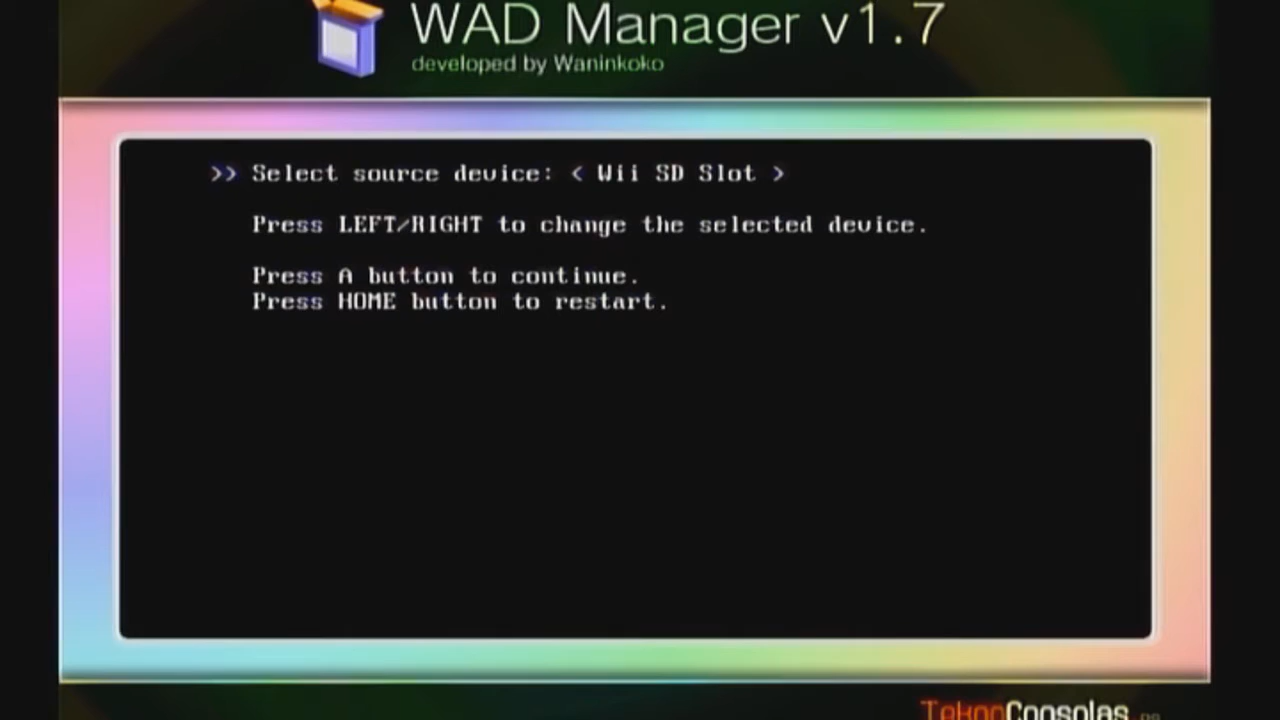 WAD Manager v1.7
developed by Waninkoko
>> Select source device: < Wii SD Slot >
Press LEFT/RIGHT to change the selected device.
Press A button to continue.
Press HOME button to restart.
TeknoConsolas